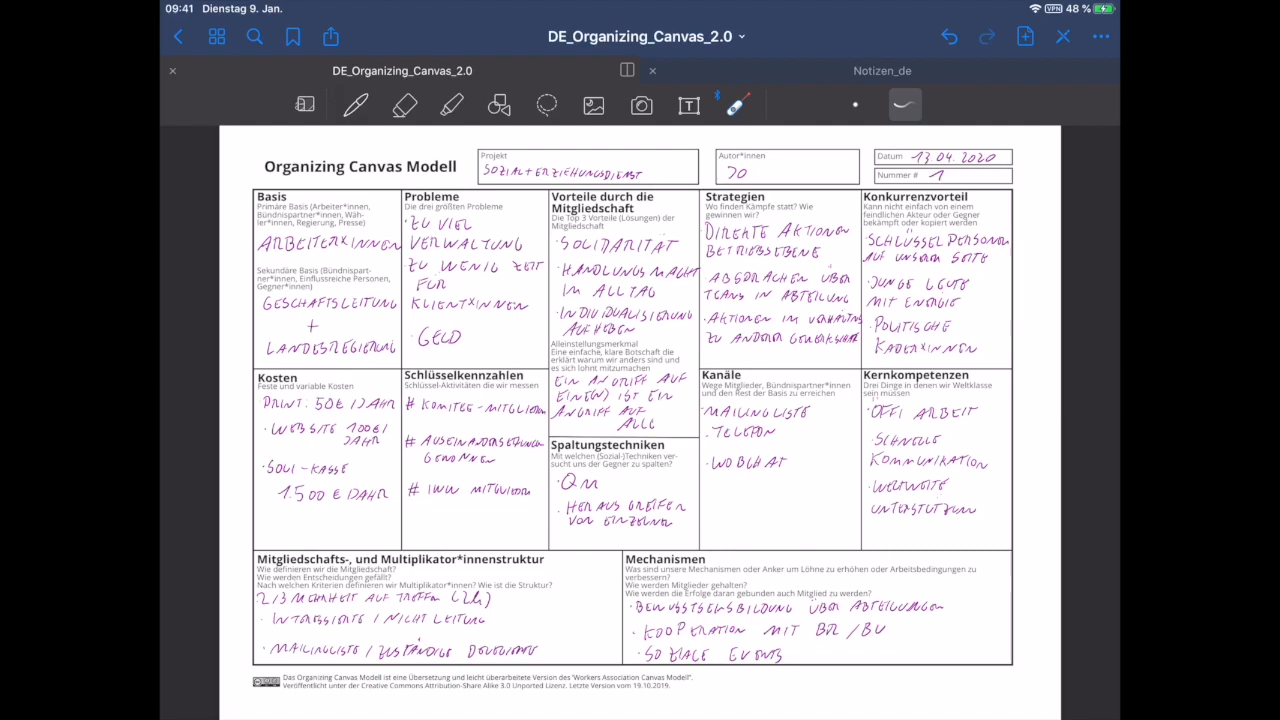 09:41 Dienstag 9. Jan.
VPN 48 %
DE_Organizing_Canvas_2.0
DE_Organizing_Canvas_2.0
Notizen_de
Organizing Canvas Modell
Projekt
SOZIAL + ERZIEHUNGSDIENST
Autor*innen
JO
Datum 13.04.2020
Nummer # 1
Basis
Primäre Basis (Arbeiter*innen,
Bündnispartner*innen, Wäh-
ler*innen, Regierung, Presse)
ARBEITER*INNEN
Sekundäre Basis (Bündnispart-
ner*innen, Einflussreiche Personen,
Gegner*innen)
GESCHÄFTSLEITUNG
+
LANDESREGIERUNG
Probleme
Die drei größten Probleme
· ZU VIEL
VERWALTUNG
· ZU WENIG ZEIT
FÜR
KLIENT*INNEN
· GELD
Vorteile durch die
Mitgliedschaft
Die Top 3 Vorteile (Lösungen) der
Mitgliedschaft
· SOLIDARITÄT
· HANDLUNGSMACHT
IM ALLTAG
· INDIVIDUALISIERUNG
AUFHEBEN
Alleinstellungsmerkmal
Eine einfache, klare Botschaft die
erklärt warum wir anders sind und
es sich lohnt mitzumachen
EIN ANGRIFF AUF
EINE(N) IST EIN
ANGRIFF AUF
ALLE
Strategien
Wo finden Kämpfe statt? Wie
gewinnen wir?
DIREKTE AKTIONEN
BETRIEBSEBENE
ABSPRACHEN ÜBER
TEAMS IN ABTEILUNG
· AKTIONEN IM VERHÄLTNIS
ZU ANDERER
Konkurrenzvorteil
Kann nicht einfach von einem
feindlichen Akteur oder Gegner
bekämpft oder kopiert werden
· SCHLÜSSELPERSONEN
AUF UNSERER SEITE
· JUNGE LEUTE
MIT ENERGIE
· POLITISCHE
KADER*INNEN
Kosten
Feste und variable Kosten
PRINT: 50€ / JAHR
· WEBSITE 100€ /
JAHR
· SOLI-KASSE
1.500 € JAHR
Schlüsselkennzahlen
Schlüssel-Aktivitäten die wir messen
# KOMITEE-MITGLIEDER
# AUSEINANDERSETZUNGEN
GEWONNEN
# IWW MITGLIEDER
Spaltungstechniken
Mit welchen (Sozial-)Techniken ver-
sucht uns der Gegner zu spalten?
· QM
· HERAUSGREIFEN
VON EINZELNEN
Kanäle
Wege Mitglieder, Bündnispartner*innen
und den Rest der Basis zu erreichen
· MAILINGLISTE
· TELEFON
· WOBCHAT
Kernkompetenzen
Drei Dinge in denen wir Weltklasse
sein müssen
· ÖFFI ARBEIT
· SCHNELLE
KOMMUNIKATION
· WELTWEITE
UNTERSTÜTZUNG
Mitgliedschafts-, und Multiplikator*innenstruktur
Wie definieren wir die Mitgliedschaft?
Wie werden Entscheidungen gefällt?
Nach welchen Kriterien definieren wir Multiplikator*innen? Wie ist die Struktur?
2/3 MEHRHEIT AUF TREFFEN (2h)
· INTERESSIERTE / NICHT LEITUNG
· MAILINGLISTE / ZUSTÄNDIGE DELEGIERTE
Mechanismen
Was sind unsere Mechanismen oder Anker um Löhne zu erhöhen oder Arbeitsbedingungen zu
verbessern?
Wie werden Mitglieder gehalten?
Wie werden die Erfolge daran gebunden auch Mitglied zu werden?
· BEWUSSTSEINSBILDUNG ÜBER ABTEILUNGEN
· KOOPERATION MIT BR / BV
· SOZIALE EVENTS
Das Organizing Canvas Modell ist eine Übersetzung und leicht überarbeitete Version des "Workers Association Canvas Modell".
Veröffentlicht unter der Creative Commons Attribution-Share Alike 3.0 Unported Lizenz. Letzte Version vom 19.10.2019.